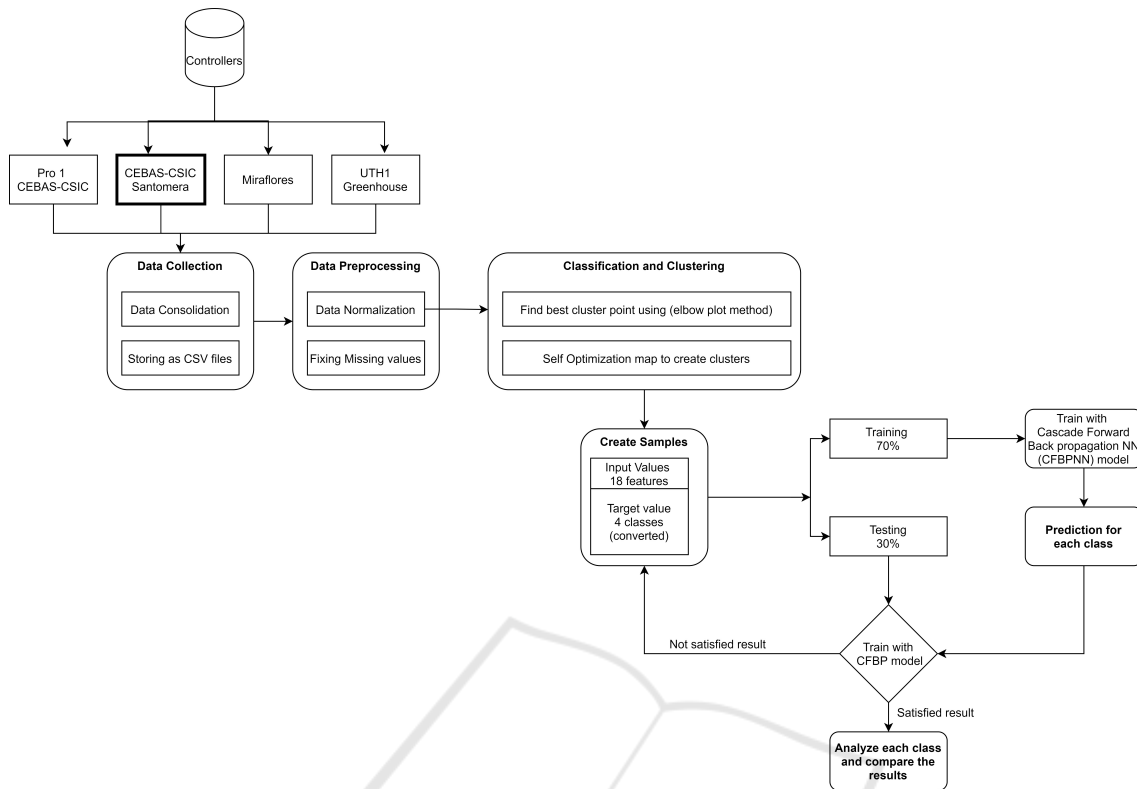 Controllers
Pro 1
CEBAS-CSIC
CEBAS-CSIC
Santomera
Miraflores
UTH1
Greenhouse
Data Collection
Data Consolidation
Storing as CSV files
Data Preprocessing
Data Normalization
Fixing Missing values
Classification and Clustering
Find best cluster point using (elbow plot method)
Self Optimization map to create clusters
Create Samples
Input Values
18 features
Target value
4 classes
(converted)
Training
70%
Testing
30%
Train with
Cascade Forward
Back propagation NN
(CFBPNN) model
Prediction for
each class
Train with
CFBP model
Not satisfied result
Satisfied result
Analyze each class
and compare the
results